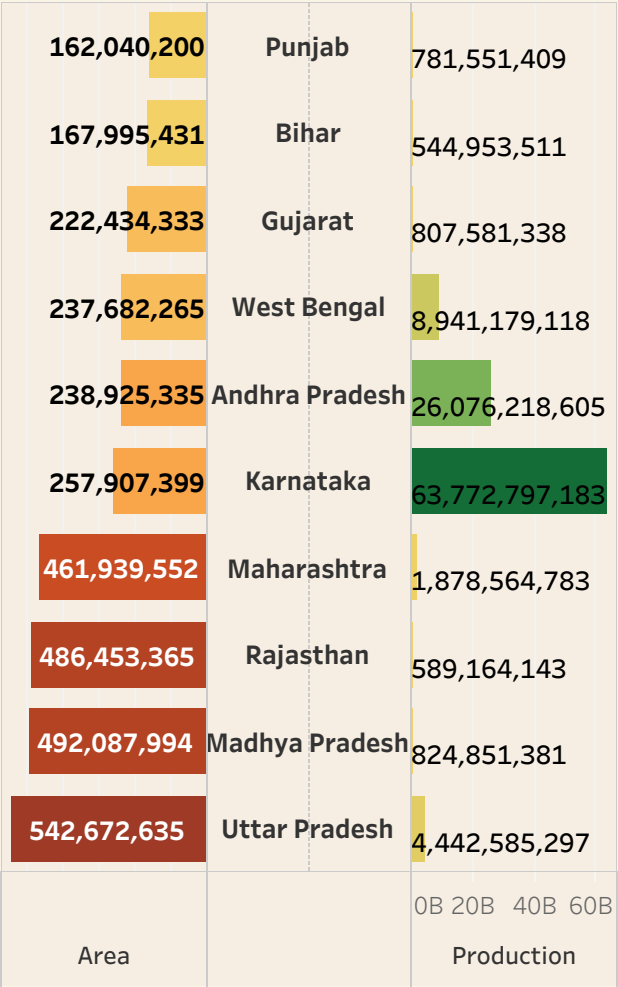 162,040,200 Punjab 781,551,409
167,995,431 Bihar 544,953,511
222,434,333 Gujarat 807,581,338
237,682,265 West Bengal 8,941,179,118
238,925,335 Andhra Pradesh 26,076,218,605
257,907,399 Karnataka 63,772,797,183
461,939,552 Maharashtra 1,878,564,783
486,453,365 Rajasthan 589,164,143
492,087,994 Madhya Pradesh 824,851,381
542,672,635 Uttar Pradesh 4,442,585,297
0B 20B 40B 60B
Area Production